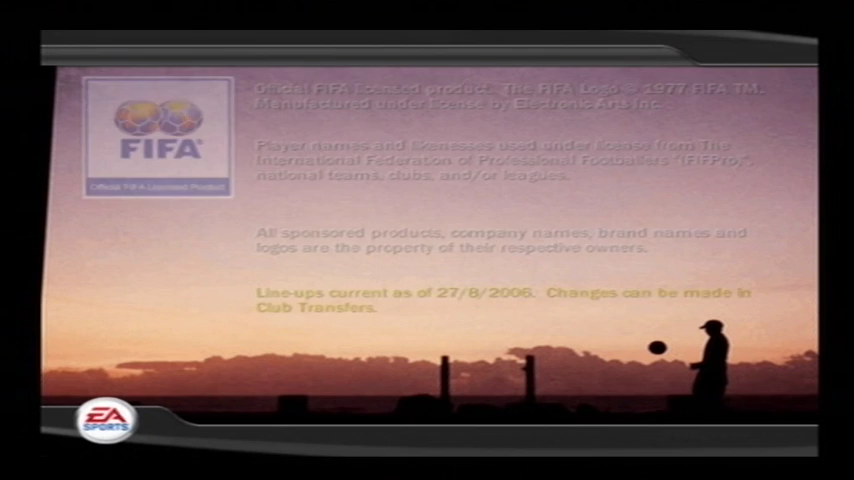 Official FIFA licensed product. The FIFA Logo © 1977 FIFA TM.
Manufactured under license by Electronic Arts Inc.
FIFA
Official FIFA Licensed Product
Player names and likenesses used under license from The
International Federation of Professional Footballers "(FIFPro)",
national teams, clubs, and/or leagues.
All sponsored products, company names, brand names and
logos are the property of their respective owners.
Line-ups current as of 27/8/2006. Changes can be made in
Club Transfers.
EA
SPORTS